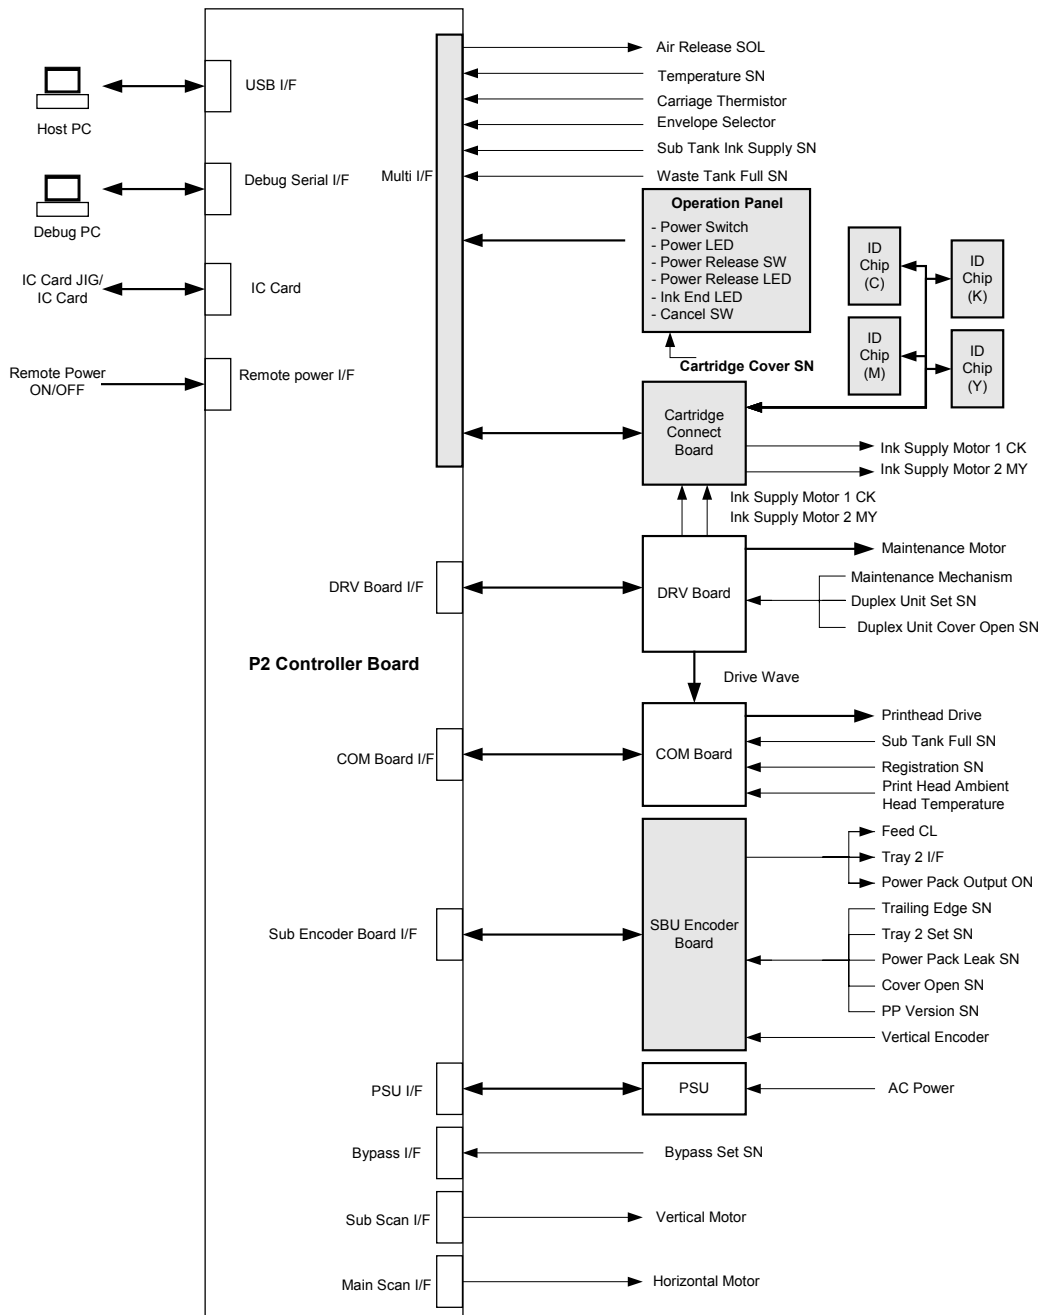 Air Release SOL
Temperature SN
USB I/F
Carriage Thermistor
Host PC
Envelope Selector
Sub Tank Ink Supply SN
Debug Serial I/F
Multi I/F
Waste Tank Full SN
Debug PC
Operation Panel
- Power Switch
- Power LED
- Power Release SW
- Power Release LED
- Ink End LED
- Cancel SW
ID
Chip
(C)
ID
Chip
(K)
IC Card JIG/
IC Card
IC Card
ID
Chip
(M)
ID
Chip
(Y)
Remote Power
ON/OFF
Remote power I/F
Cartridge Cover SN
Cartridge
Connect
Board
Ink Supply Motor 1 CK
Ink Supply Motor 2 MY
Ink Supply Motor 1 CK
Ink Supply Motor 2 MY
Maintenance Motor
DRV Board I/F
DRV Board
Maintenance Mechanism
Duplex Unit Set SN
Duplex Unit Cover Open SN
P2 Controller Board
Drive Wave
Printhead Drive
COM Board I/F
COM Board
Sub Tank Full SN
Registration SN
Print Head Ambient
Head Temperature
Feed CL
Tray 2 I/F
Power Pack Output ON
Sub Encoder Board I/F
SBU Encoder
Board
Trailing Edge SN
Tray 2 Set SN
Power Pack Leak SN
Cover Open SN
PP Version SN
Vertical Encoder
PSU I/F
PSU
AC Power
Bypass I/F
Bypass Set SN
Sub Scan I/F
Vertical Motor
Main Scan I/F
Horizontal Motor